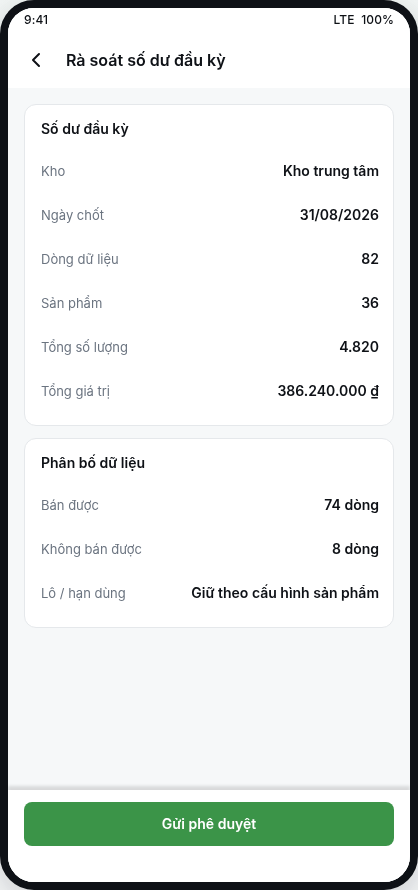 9:41
LTE 100%
Rà soát số dư đầu kỳ
Số dư đầu kỳ
Kho
Kho trung tâm
Ngày chốt
31/08/2026
Dòng dữ liệu
82
Sản phẩm
36
Tổng số lượng
4.820
Tổng giá trị
386.240.000 ₫
Phân bố dữ liệu
Bán được
74 dòng
Không bán được
8 dòng
Lô / hạn dùng
Giữ theo cấu hình sản phẩm
Gửi phê duyệt